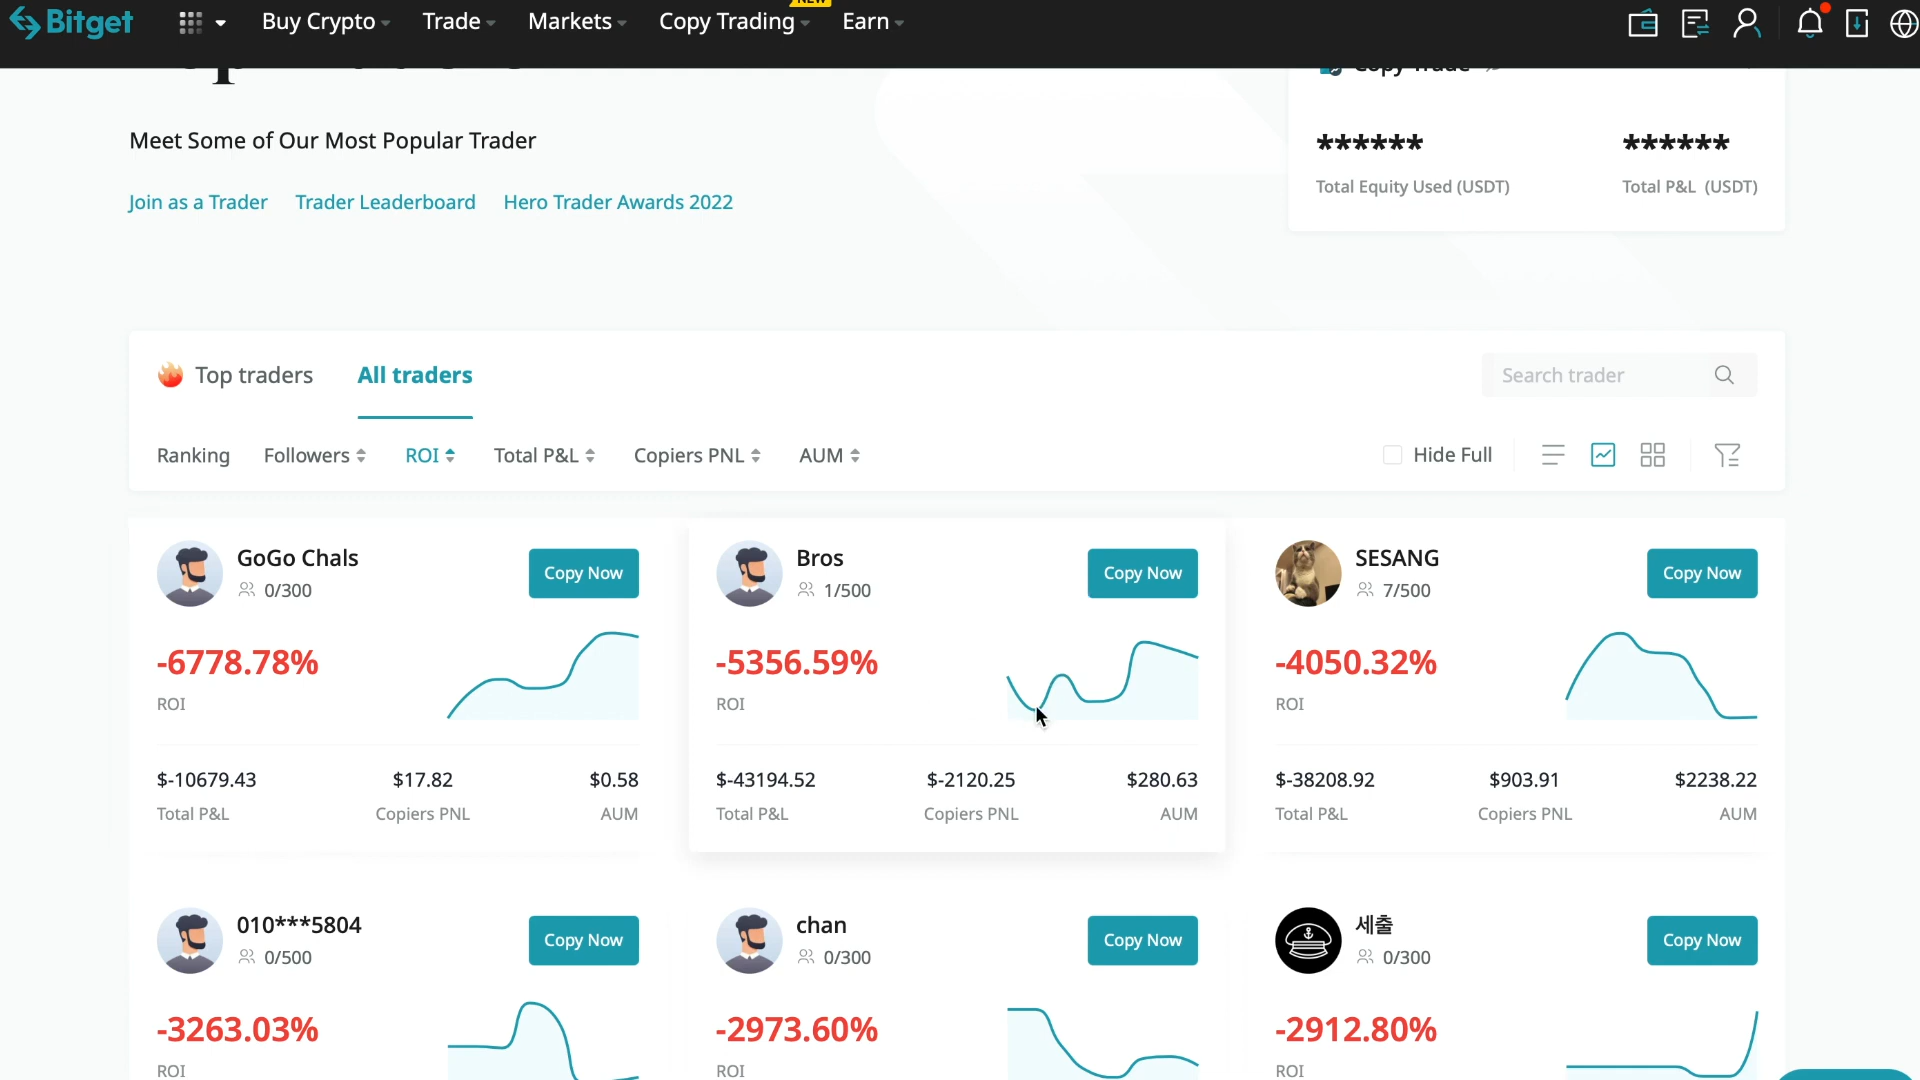 Bitget
Buy Crypto
Trade
Markets
Copy Trading
NEW
Earn
Copy Trade
Meet Some of Our Most Popular Trader
****** ******
Total Equity Used (USDT) Total P&L (USDT)
Join as a Trader Trader Leaderboard Hero Trader Awards 2022
Top traders All traders
Search trader
Ranking Followers ROI Total P&L Copiers PNL AUM
Hide Full
GoGo Chals
0/300
Copy Now
-6778.78%
ROI
$-10679.43 $17.82 $0.58
Total P&L Copiers PNL AUM
Bros
1/500
Copy Now
-5356.59%
ROI
$-43194.52 $-2120.25 $280.63
Total P&L Copiers PNL AUM
SESANG
7/500
Copy Now
-4050.32%
ROI
$-38208.92 $903.91 $2238.22
Total P&L Copiers PNL AUM
010***5804
0/500
Copy Now
-3263.03%
ROI
chan
0/300
Copy Now
-2973.60%
ROI
세출
0/300
Copy Now
-2912.80%
ROI